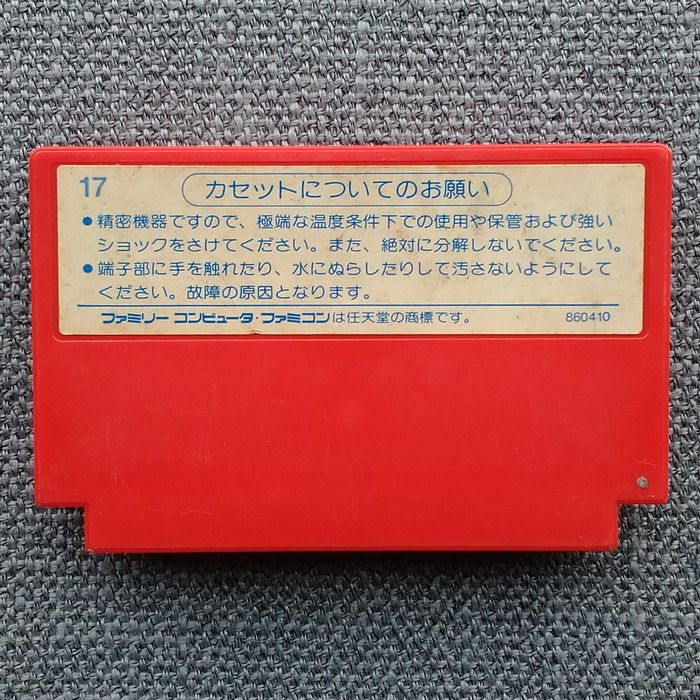 17
カセットについてのお願い
●精密機器ですので、極端な温度条件下での使用や保管および強い
ショックをさけてください。また、絶対に分解しないでください。
●端子部に手を触れたり、水にぬらしたりして汚さないようにして
ください。故障の原因となります。
ファミリー コンピュータ・ファミコンは任天堂の商標です。 860410